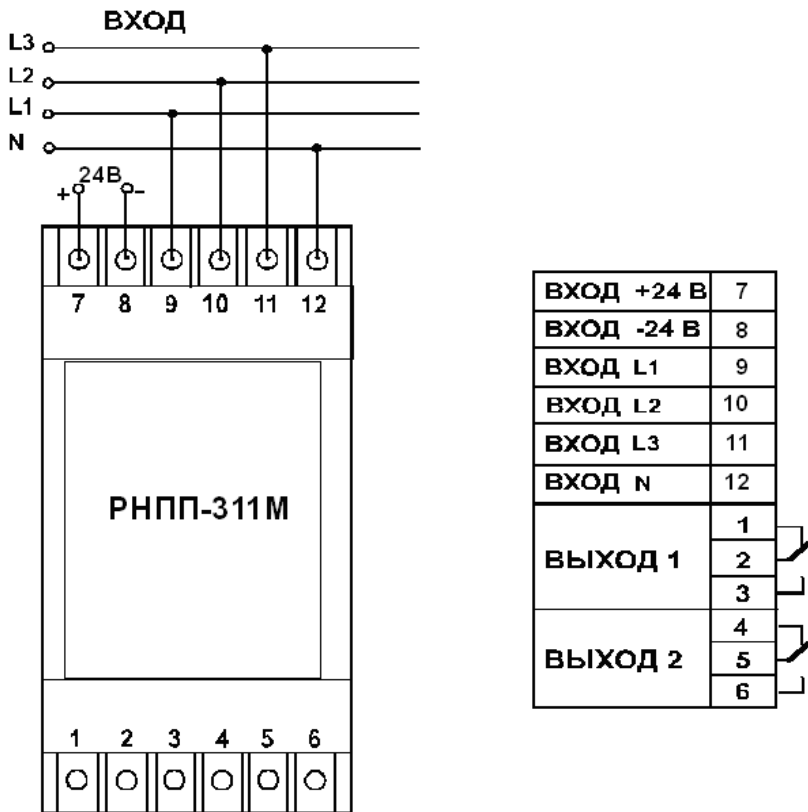 ВХОД
L3
L2
L1
N
+ 24В -
7 8 9 10 11 12
РНПП-311М
1 2 3 4 5 6
ВХОД +24 В 7
ВХОД -24 В 8
ВХОД L1 9
ВХОД L2 10
ВХОД L3 11
ВХОД N 12
ВЫХОД 1
1
2
3
ВЫХОД 2
4
5
6